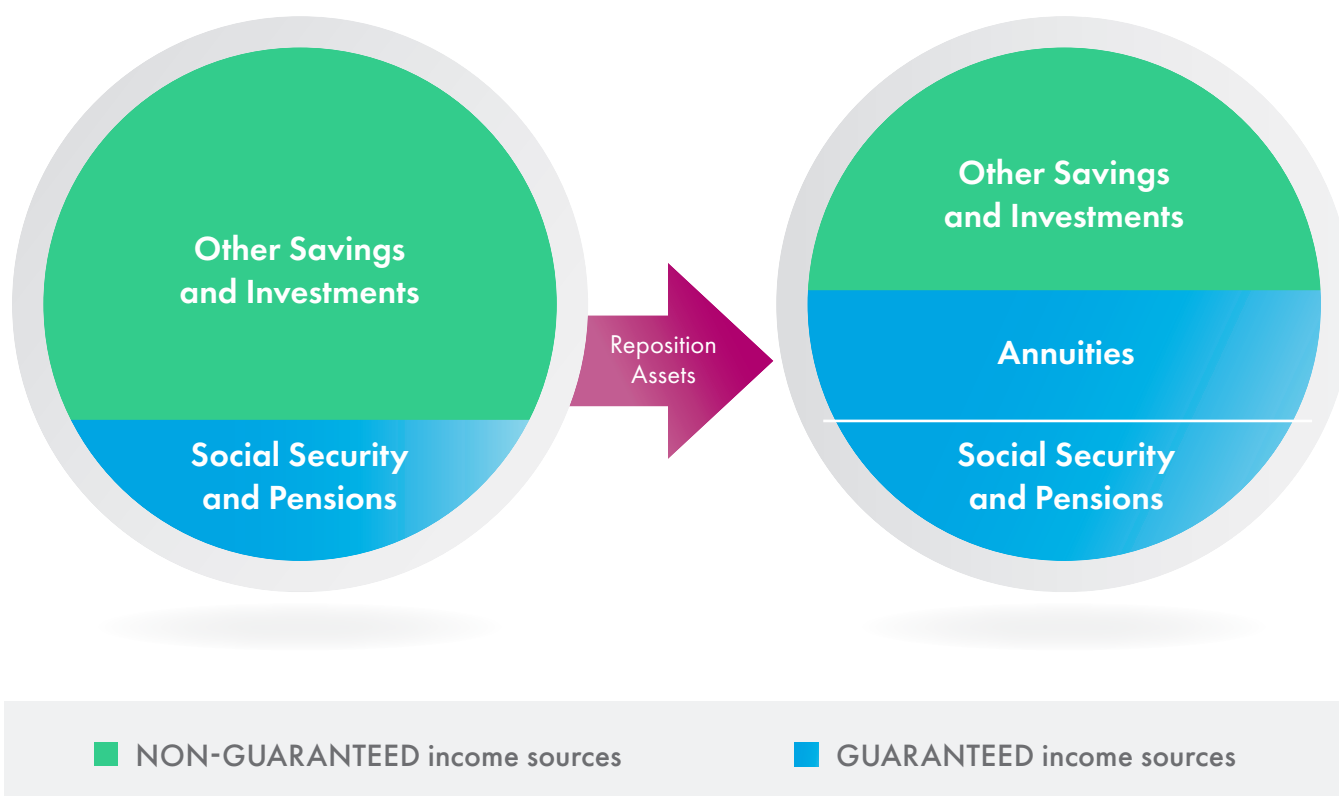 Other Savings
and Investments
Social Security
and Pensions
Reposition
Assets
Other Savings
and Investments
Annuities
Social Security
and Pensions
NON-GUARANTEED income sources
GUARANTEED income sources